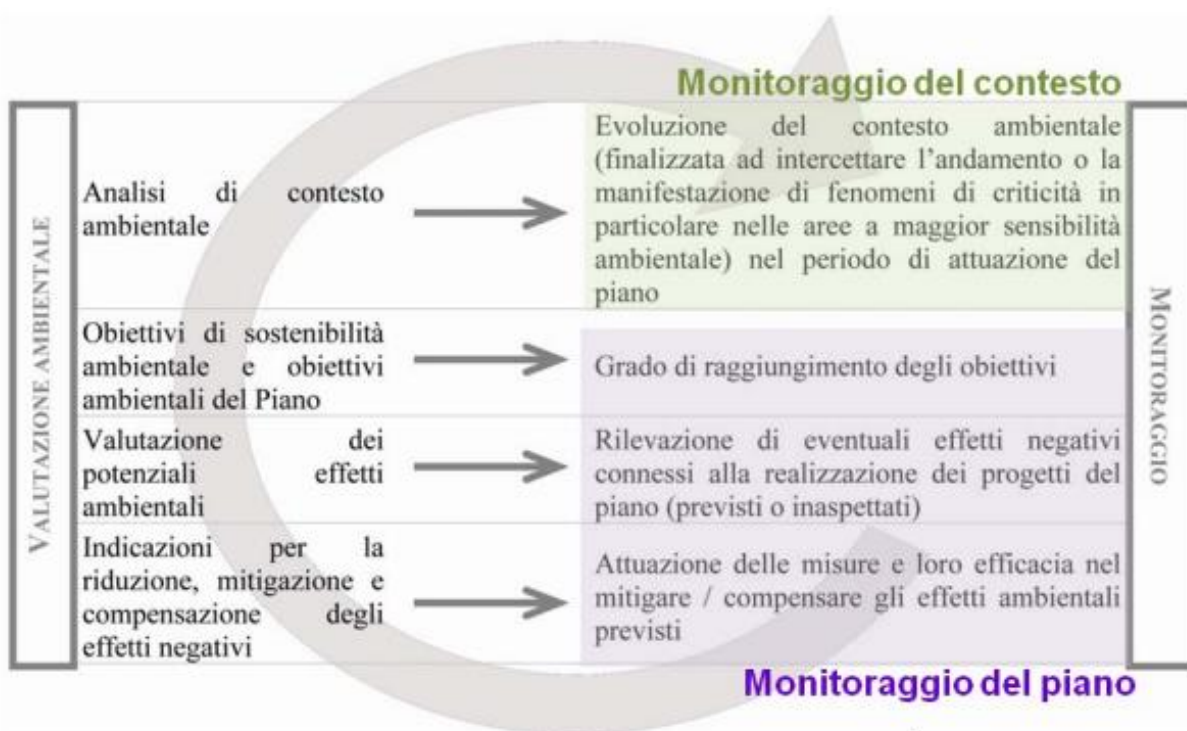 Monitoraggio del contesto
VALUTAZIONE AMBIENTALE
Analisi di contesto
ambientale
Evoluzione del contesto ambientale
(finalizzata ad intercettare l'andamento o la
manifestazione di fenomeni di criticità in
particolare nelle aree a maggior sensibilità
ambientale) nel periodo di attuazione del
piano
Obiettivi di sostenibilità
ambientale e obiettivi
ambientali del Piano
Grado di raggiungimento degli obiettivi
Valutazione dei
potenziali effetti
ambientali
Rilevazione di eventuali effetti negativi
connessi alla realizzazione dei progetti del
piano (previsti o inaspettati)
Indicazioni per la
riduzione, mitigazione e
compensazione degli
effetti negativi
Attuazione delle misure e loro efficacia nel
mitigare / compensare gli effetti ambientali
previsti
MONITORAGGIO
Monitoraggio del piano